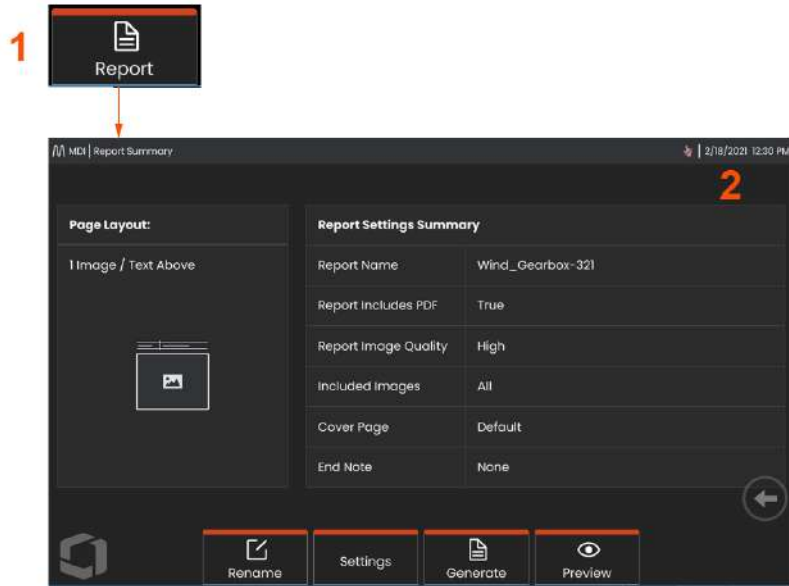 1
Report
MDI | Report Summary
2/18/2021 12:30 PM
2
Page Layout:
1 Image / Text Above
Report Settings Summary
Report Name Wind_Gearbox-321
Report Includes PDF True
Report Image Quality High
Included Images All
Cover Page Default
End Note None
Rename
Settings
Generate
Preview